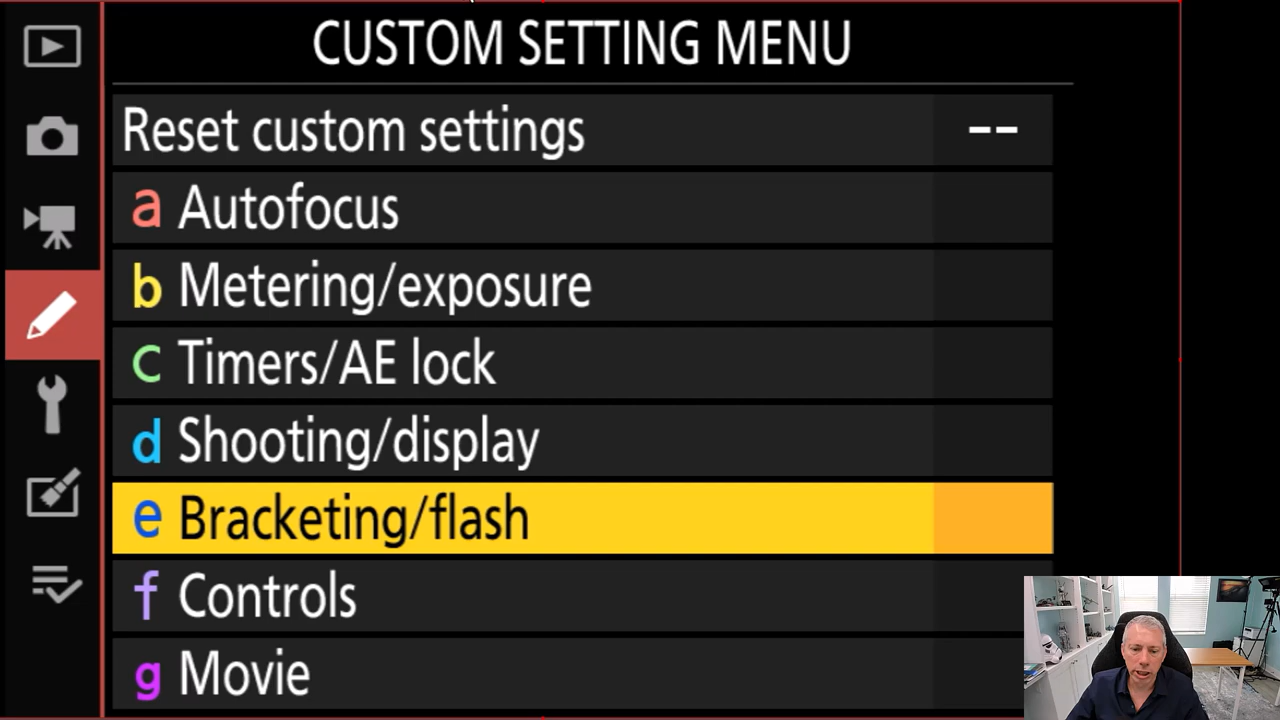 CUSTOM SETTING MENU
Reset custom settings --
a Autofocus
b Metering/exposure
c Timers/AE lock
d Shooting/display
e Bracketing/flash
f Controls
g Movie